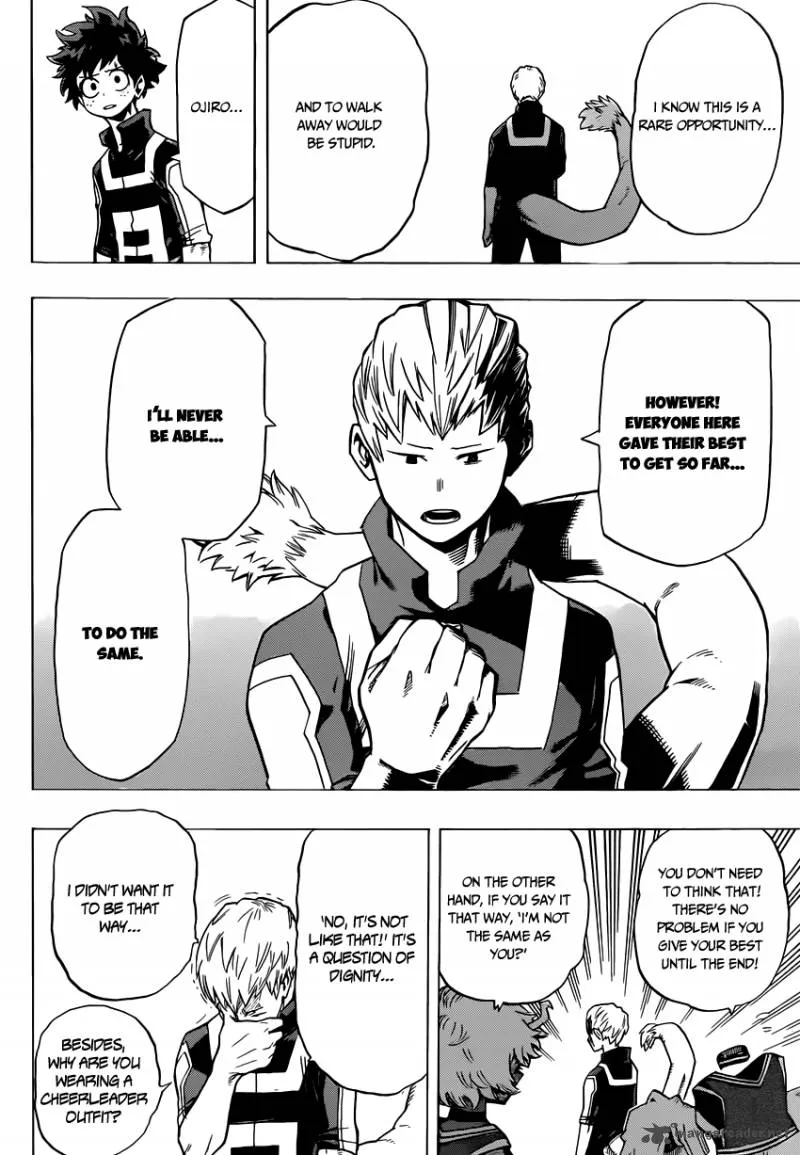 I KNOW THIS IS A
RARE OPPORTUNITY...
AND TO WALK
AWAY WOULD
BE STUPID.
OJIRO...
HOWEVER!
EVERYONE HERE
GAVE THEIR BEST
TO GET SO FAR...
I'LL NEVER
BE ABLE...
TO DO THE
SAME.
YOU DON'T NEED
TO THINK THAT!
THERE'S NO
PROBLEM IF YOU
GIVE YOUR BEST
UNTIL THE END!
ON THE OTHER
HAND, IF YOU SAY IT
THAT WAY, 'I'M NOT
THE SAME AS
YOU?'
'NO, IT'S NOT
LIKE THAT!' IT'S
A QUESTION OF
DIGNITY...
I DIDN'T WANT IT
TO BE THAT
WAY...
BESIDES,
WHY ARE YOU
WEARING A
CHEERLEADER
OUTFIT?
mangareader.net